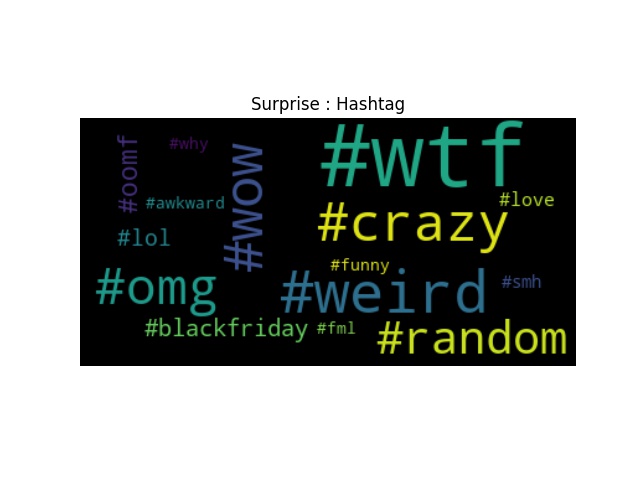 Surprise : Hashtag
#wtf
#why
#oomf
#wow
#awkward
#love
#crazy
#lol
#funny
#omg
#weird
#smh
#blackfriday
#fml
#random